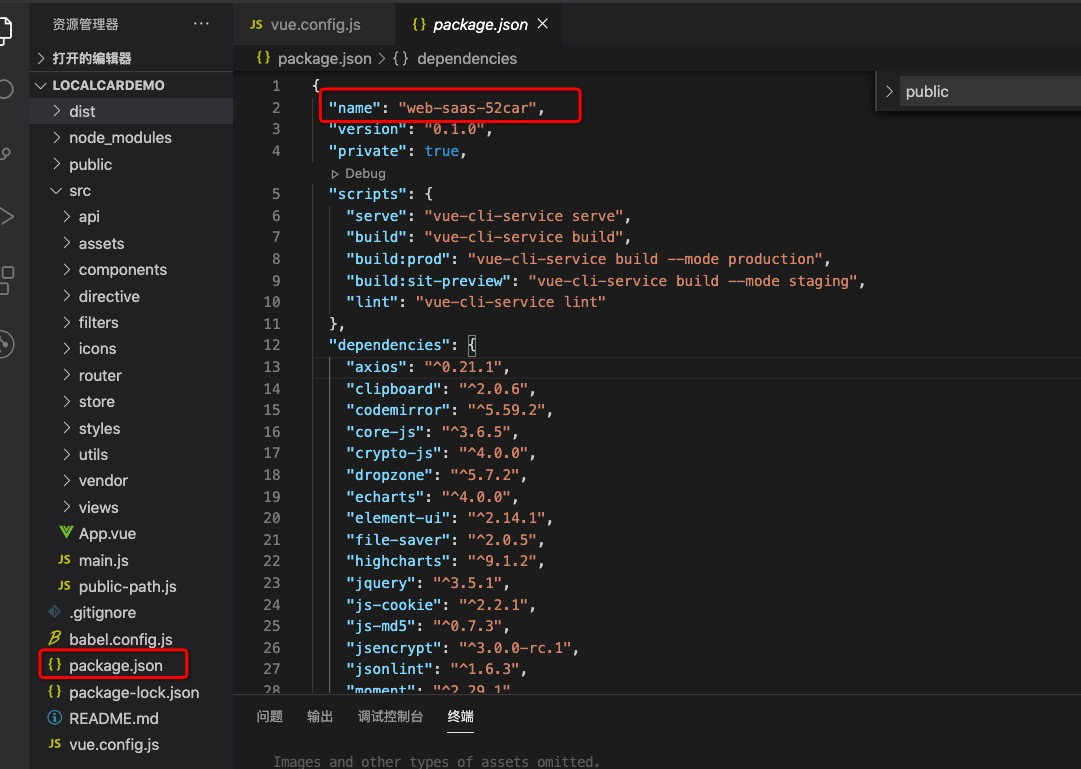 资源管理器
···
JS vue.config.js
{} package.json
打开的编辑器
{} package.json > {} dependencies
LOCALCARDEMO
dist
node_modules
public
src
api
assets
components
directive
filters
icons
router
store
styles
utils
vendor
views
App.vue
JS main.js
JS public-path.js
.gitignore
babel.config.js
{} package.json
{} package-lock.json
README.md
JS vue.config.js
public
1 {
2 "name": "web-saas-52car",
3 "version": "0.1.0",
4 "private": true,
Debug
5 "scripts": {
6 "serve": "vue-cli-service serve",
7 "build": "vue-cli-service build",
8 "build:prod": "vue-cli-service build --mode production",
9 "build:sit-preview": "vue-cli-service build --mode staging",
10 "lint": "vue-cli-service lint"
11 },
12 "dependencies": {
13 "axios": "^0.21.1",
14 "clipboard": "^2.0.6",
15 "codemirror": "^5.59.2",
16 "core-js": "^3.6.5",
17 "crypto-js": "^4.0.0",
18 "dropzone": "^5.7.2",
19 "echarts": "^4.0.0",
20 "element-ui": "^2.14.1",
21 "file-saver": "^2.0.5",
22 "highcharts": "^9.1.2",
23 "jquery": "^3.5.1",
24 "js-cookie": "^2.2.1",
25 "js-md5": "^0.7.3",
26 "jsencrypt": "^3.0.0-rc.1",
27 "jsonlint": "^1.6.3",
28 "moment": "^2.29.1"
问题 输出 调试控制台 终端
Images and other types of assets omitted.